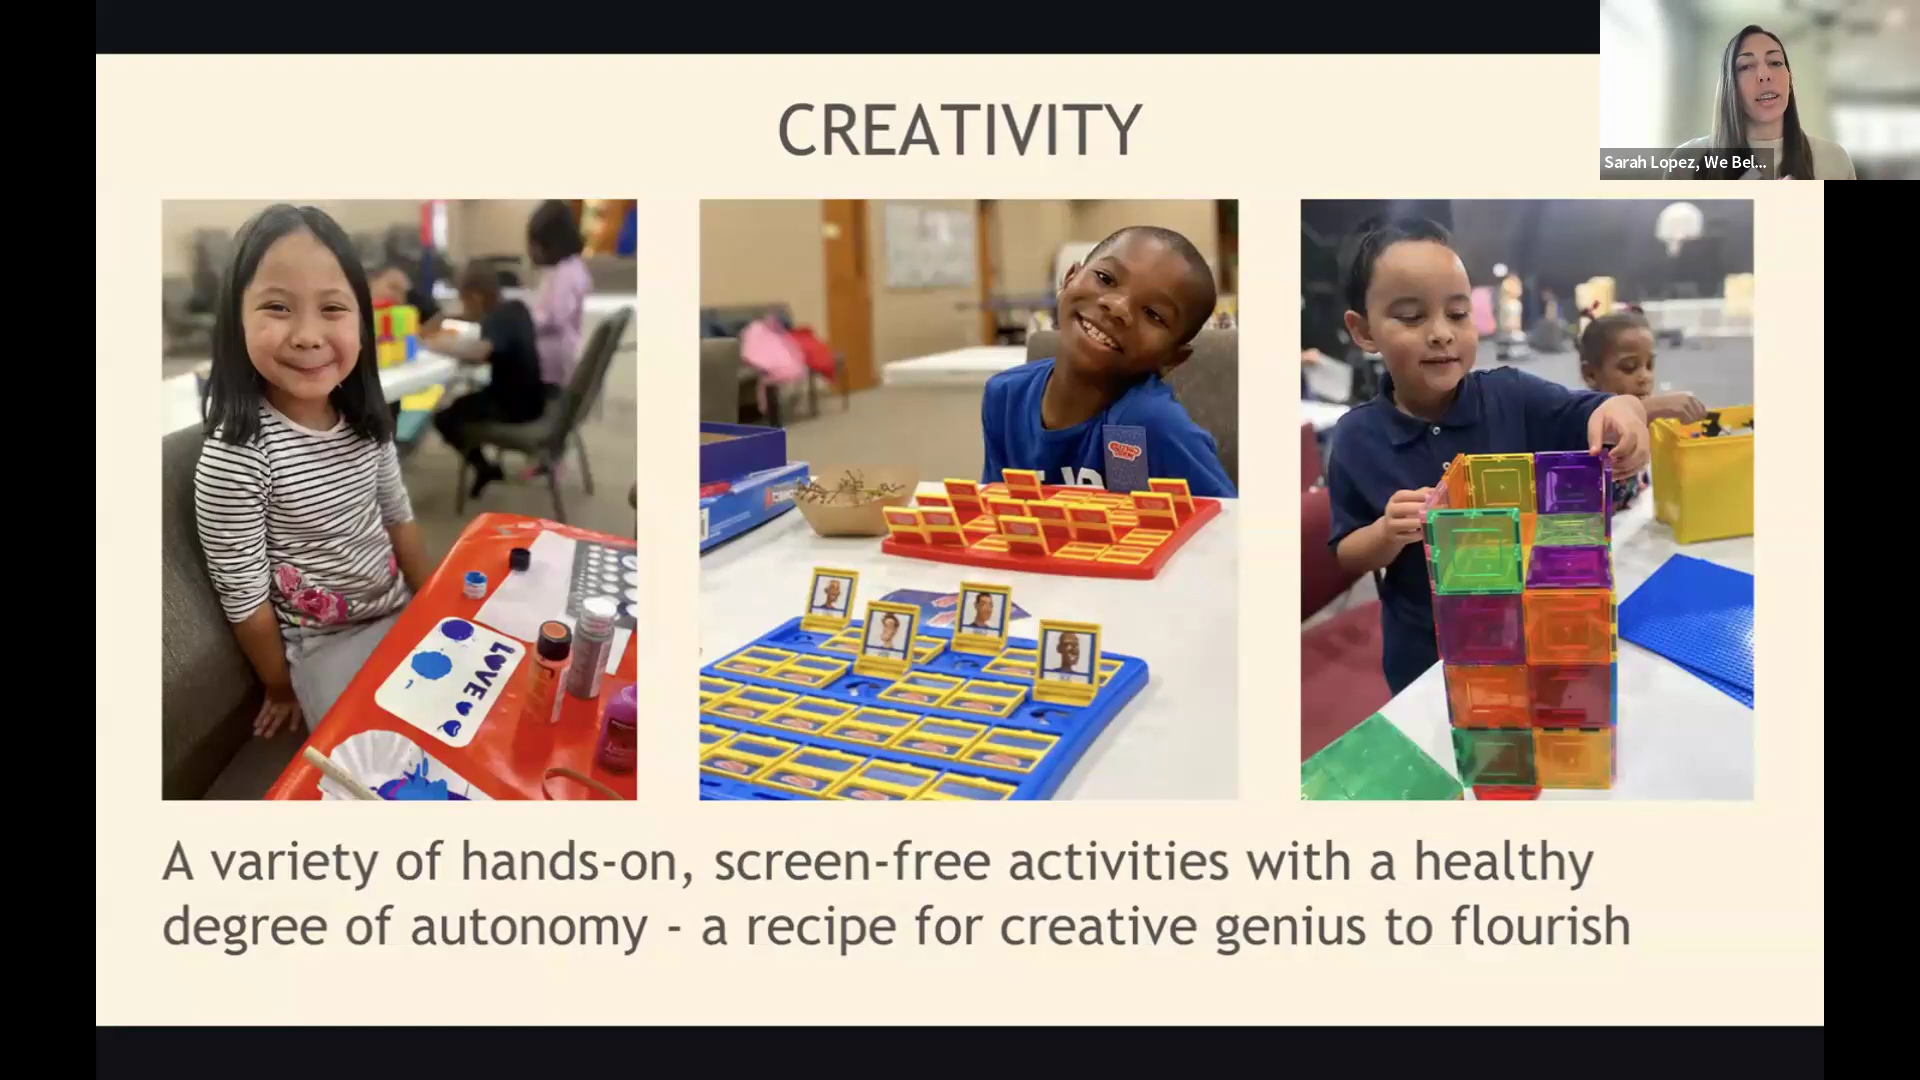 CREATIVITY
Sarah Lopez, We Bel...
LOVE
A variety of hands-on, screen-free activities with a healthy
degree of autonomy - a recipe for creative genius to flourish